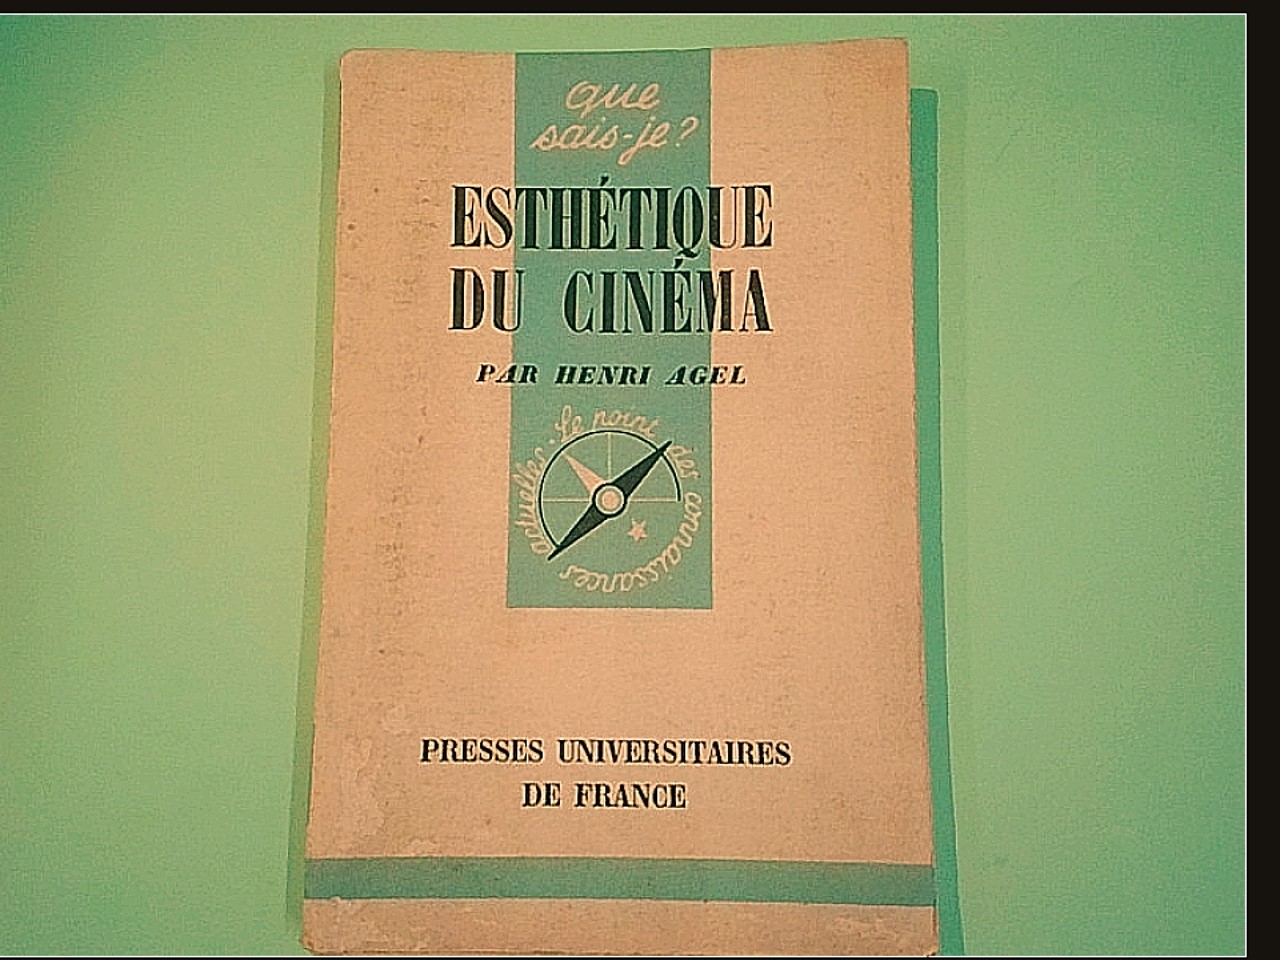 que
sais-je?
ESTHÉTIQUE
DU CINÉMA
PAR HENRI AGEL
Le point des connaissances actuelles.
PRESSES UNIVERSITAIRES
DE FRANCE